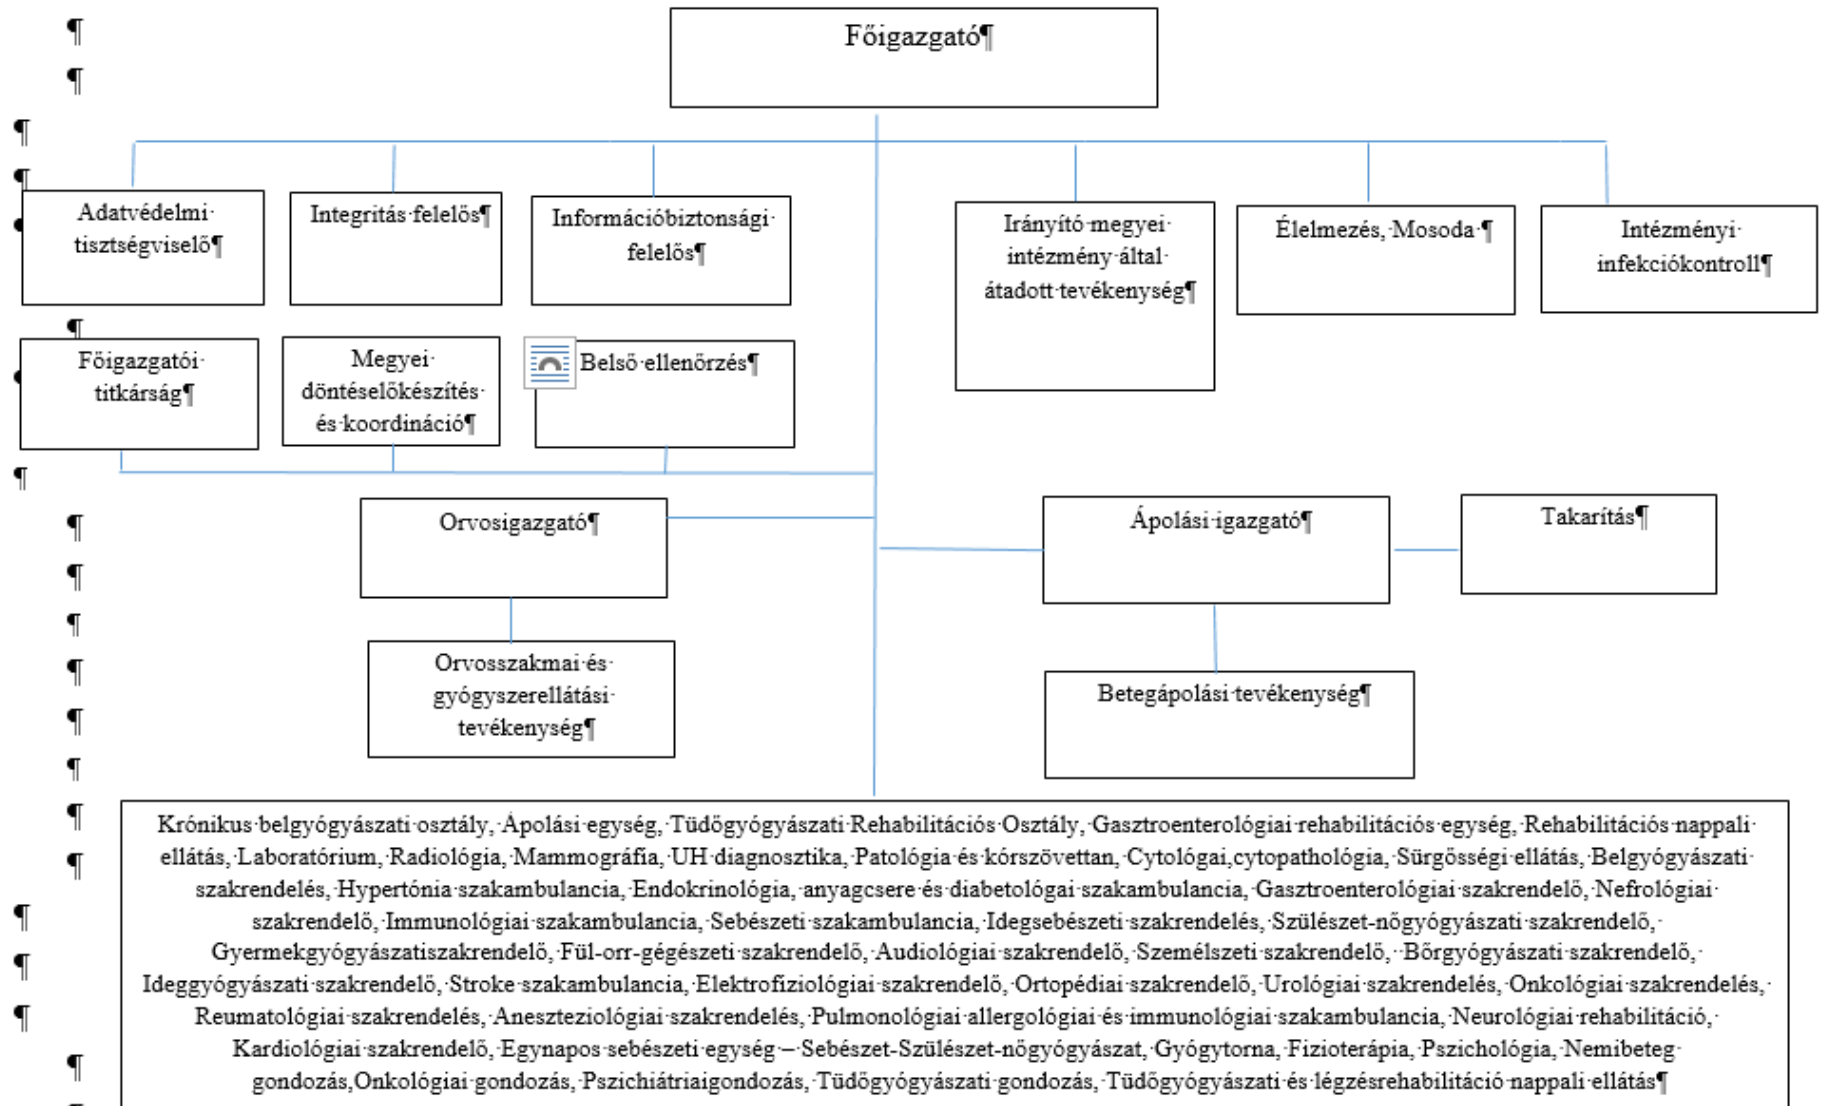 Főigazgató
Adatvédelmi
tisztségviselő
Integritás felelős
Információbiztonsági
felelős
Irányító megyei
intézmény által
átadott tevékenység
Élelmezés, Mosoda
Intézményi
infekciókontroll
Főigazgatói
titkárság
Megyei
döntéselőkészítés
és koordináció
Belső ellenőrzés
Orvosigazgató
Ápolási igazgató
Takarítás
Orvosszakmai és
gyógyszerellátási
tevékenység
Betegápolási tevékenység
Krónikus belgyógyászati osztály, Ápolási egység, Tüdőgyógyászati Rehabilitációs Osztály, Gasztroenterológiai rehabilitációs egység, Rehabilitációs nappali
ellátás, Laboratórium, Radiológia, Mammográfía, UH diagnosztika, Patológia és kórszövettan, Cytológai,cytopathológia, Sürgősségi ellátás, Belgyógyászati
szakrendelés, Hypertónia szakambulancia, Endokrinológia, anyagcsere és diabetológai szakambulancia, Gasztroenterológiai szakrendelő, Nefrológiai
szakrendelő, Immunológiai szakambulancia, Sebészeti szakambulancia, Idegsebészeti szakrendelés, Szülészet-nőgyógyászati szakrendelő,
Gyermekgyógyászatiszakrendelő, Fül-orr-gégészeti szakrendelő, Audiológiai szakrendelő, Személszeti szakrendelő, Bőrgyógyászati szakrendelő,
Ideggyógyászati szakrendelő, Stroke szakambulancia, Elektrofiziológiai szakrendelő, Ortopédiai szakrendelő, Urológiai szakrendelés, Onkológiai szakrendelés,
Reumatológiai szakrendelés, Aneszteziológiai szakrendelés, Pulmonológiai allergológiai és immunológiai szakambulancia, Neurológiai rehabilitáció,
Kardiológiai szakrendelő, Egynapos sebészeti egység – Sebészet-Szülészet-nőgyógyászat, Gyógytorna, Fizioterápia, Pszichológia, Nemibeteg
gondozás,Onkológiai gondozás, Pszichiátriaigondozás, Tüdőgyógyászati gondozás, Tüdőgyógyászati és légzésrehabilitáció nappali ellátás